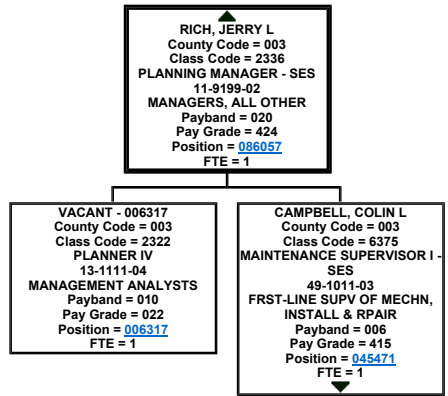 RICH, JERRY L
County Code = 003
Class Code = 2336
PLANNING MANAGER - SES
11-9199-02
MANAGERS, ALL OTHER
Payband = 020
Pay Grade = 424
Position = 086057
FTE = 1
VACANT - 006317
County Code = 003
Class Code = 2322
PLANNER IV
13-1111-04
MANAGEMENT ANALYSTS
Payband = 010
Pay Grade = 022
Position = 006317
FTE = 1
CAMPBELL, COLIN L
County Code = 003
Class Code = 6375
MAINTENANCE SUPERVISOR I -
SES
49-1011-03
FRST-LINE SUPV OF MECHN,
INSTALL & RPAIR
Payband = 006
Pay Grade = 415
Position = 045471
FTE = 1